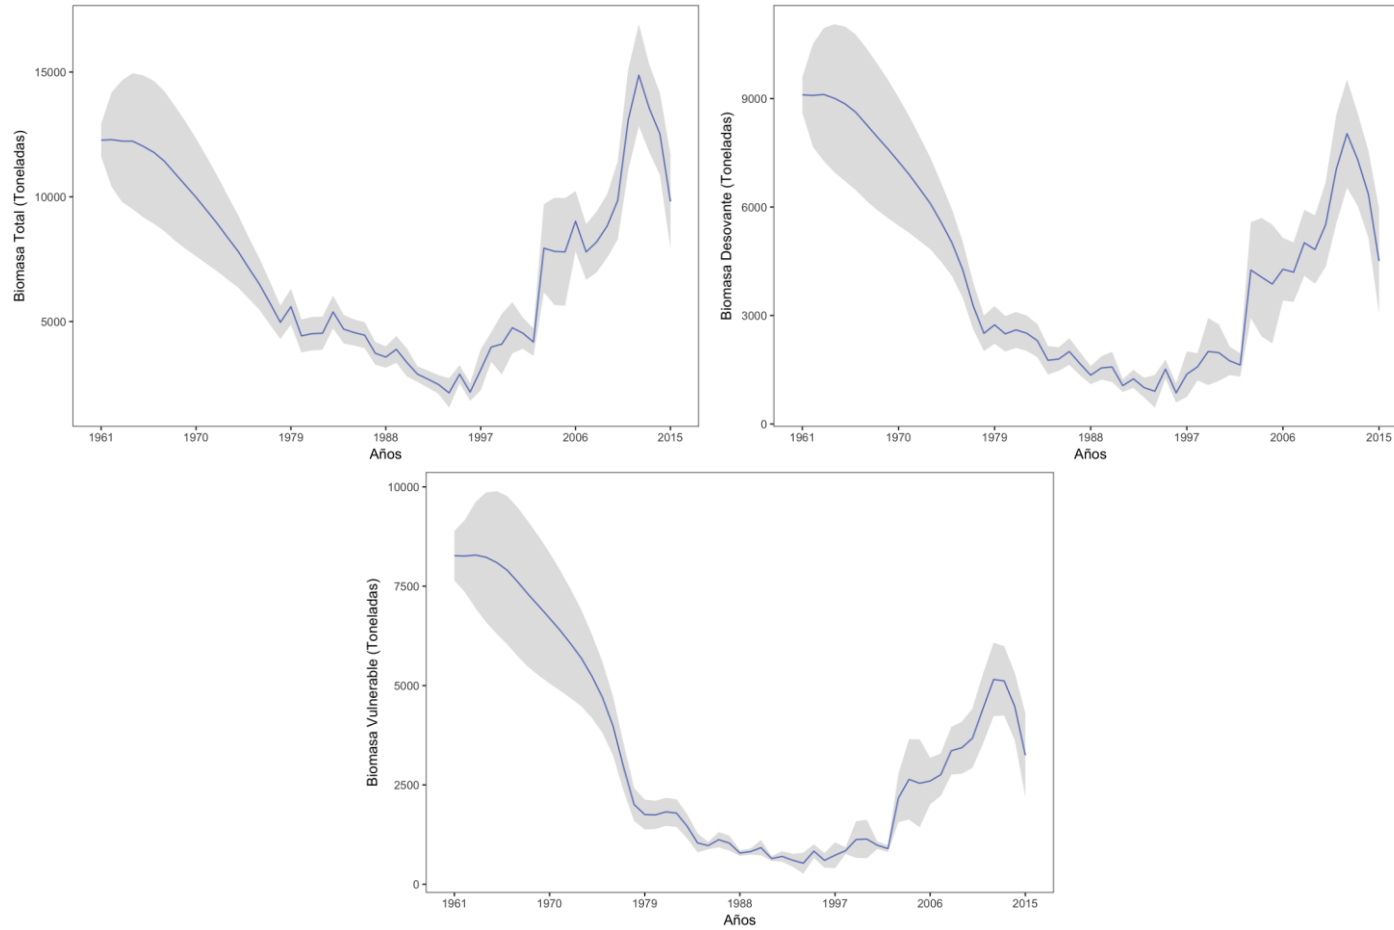 Biomasa Total (Toneladas)
15000
10000
5000
1961 1970 1979 1988 1997 2006 2015
Años
Biomasa Desovante (Toneladas)
9000
6000
3000
0
1961 1970 1979 1988 1997 2006 2015
Años
Biomasa Vulnerable (Toneladas)
10000
7500
5000
2500
0
1961 1970 1979 1988 1997 2006 2015
Años